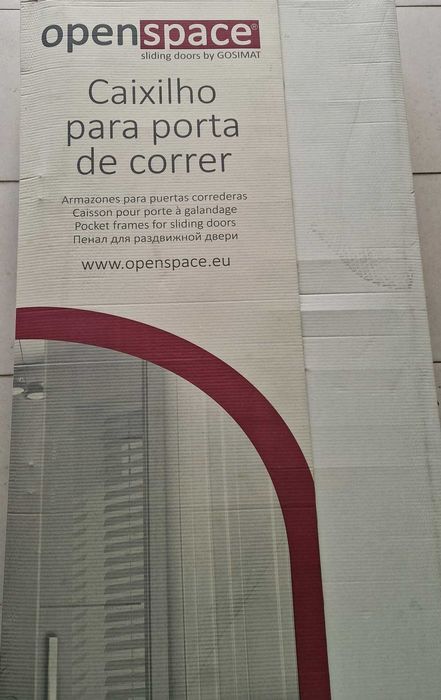 openspace®
sliding doors by GOSIMAT
Caixilho
para porta
de correr
Armazones para puertas correderas
Caisson pour porte à galandage
Pocket frames for sliding doors
Пенал для раздвижной двери
www.openspace.eu